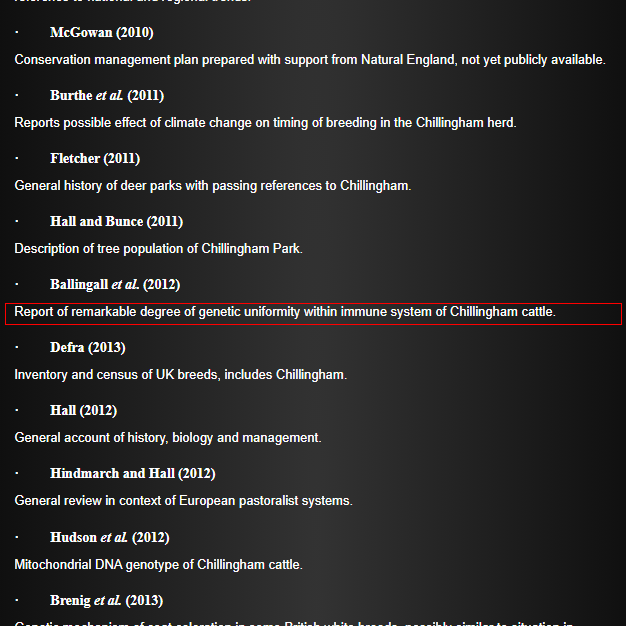 · McGowan (2010)
Conservation management plan prepared with support from Natural England, not yet publicly available.
· Burthe et al. (2011)
Reports possible effect of climate change on timing of breeding in the Chillingham herd.
· Fletcher (2011)
General history of deer parks with passing references to Chillingham.
· Hall and Bunce (2011)
Description of tree population of Chillingham Park.
· Ballingall et al. (2012)
Report of remarkable degree of genetic uniformity within immune system of Chillingham cattle.
· Defra (2013)
Inventory and census of UK breeds, includes Chillingham.
· Hall (2012)
General account of history, biology and management.
· Hindmarch and Hall (2012)
General review in context of European pastoralist systems.
· Hudson et al. (2012)
Mitochondrial DNA genotype of Chillingham cattle.
· Brenig et al. (2013)